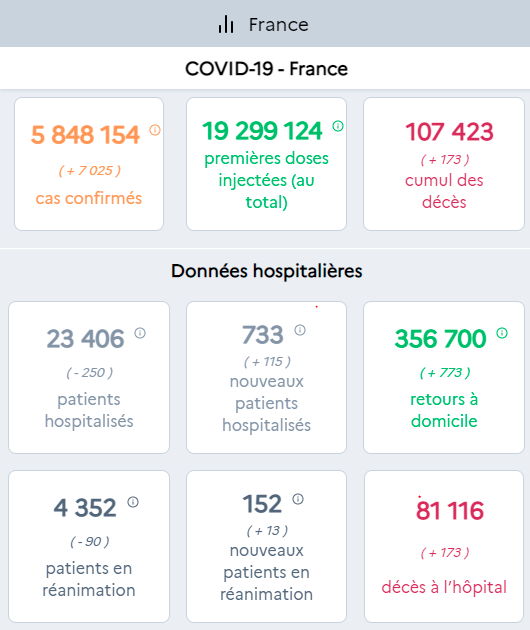 France
COVID-19 - France
5 848 154
( + 7 025 )
cas confirmés
19 299 124
premières doses
injectées (au
total)
107 423
( + 173 )
cumul des
décès
Données hospitalières
23 406
( - 250 )
patients
hospitalisés
733
( + 115 )
nouveaux
patients
hospitalisés
356 700
( + 773 )
retours à
domicile
4 352
( - 90 )
patients en
réanimation
152
( + 13 )
nouveaux
patients en
réanimation
81 116
( + 173 )
décès à l'hôpital